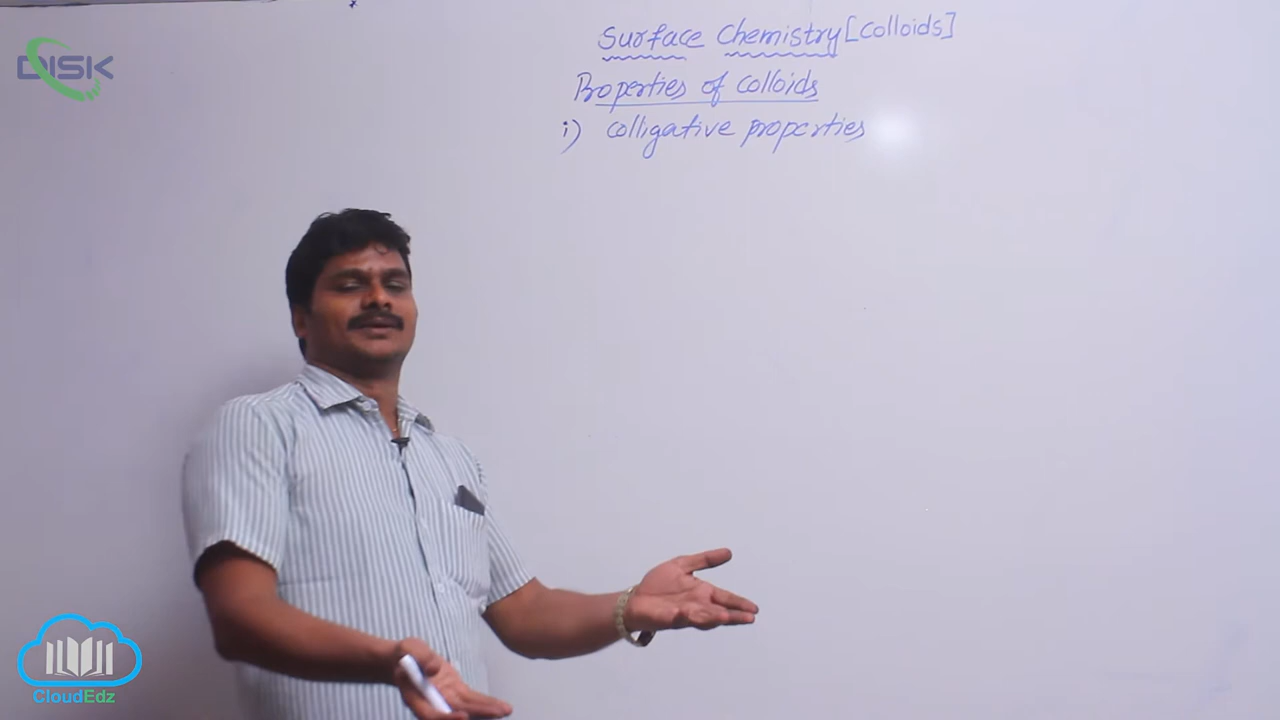 DISK
Surface Chemistry [Colloids]
Properties of colloids
i) colligative properties
CloudEdz